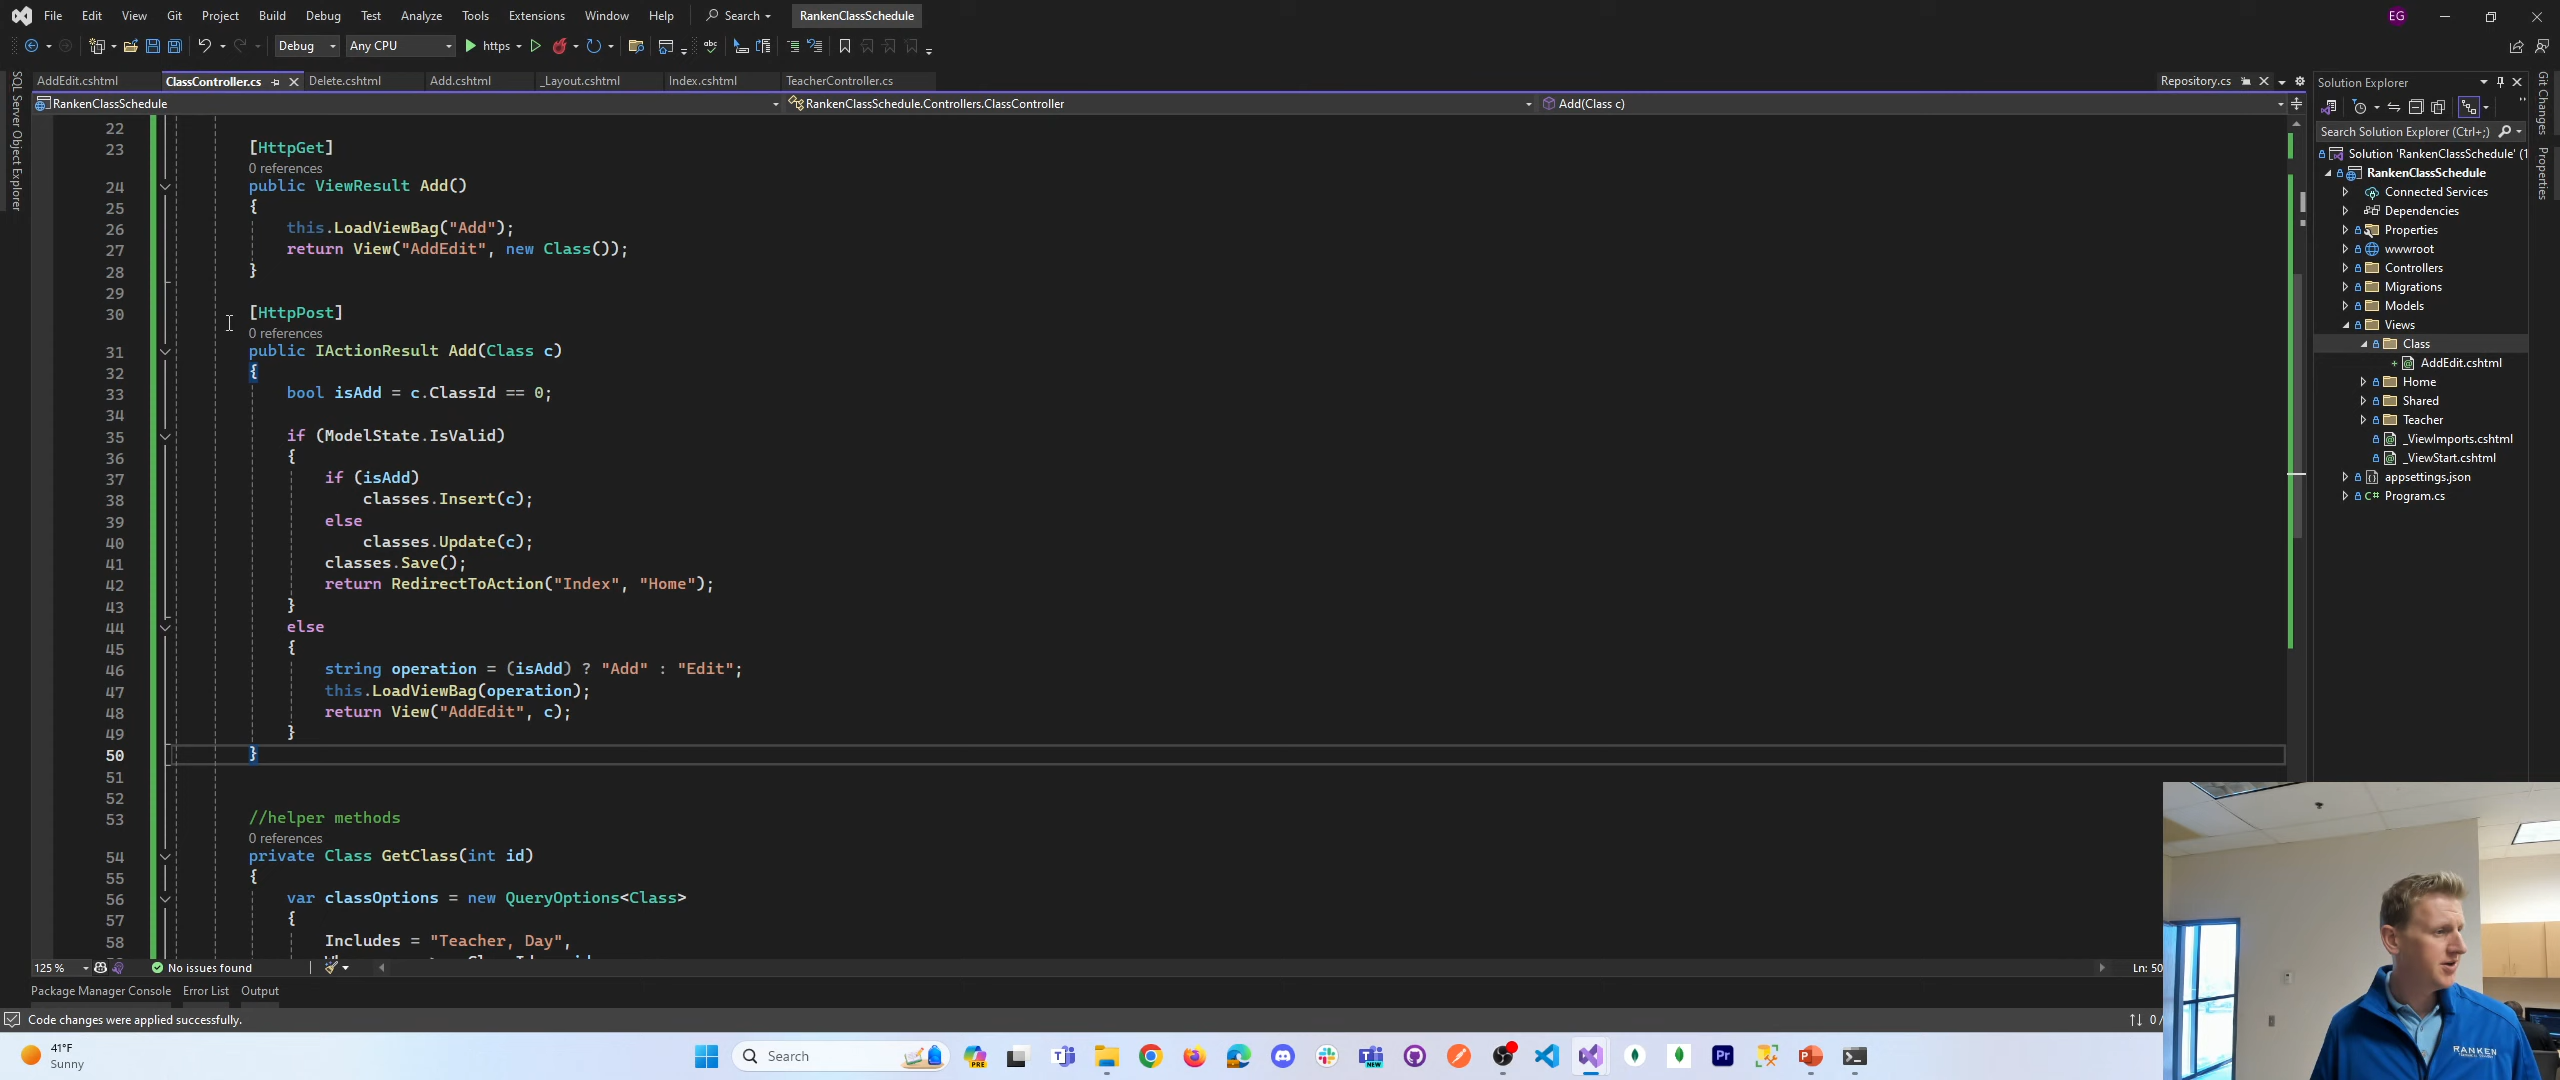 File Edit View Git Project Build Debug Test Analyze Tools Extensions Window Help Search RankenClassSchedule EG
Debug Any CPU https
AddEdit.cshtml ClassController.cs Delete.cshtml Add.cshtml _Layout.cshtml Index.cshtml TeacherController.cs Repository.cs
RankenClassSchedule RankenClassSchedule.Controllers.ClassController Add(Class c)
SQL Server Object Explorer
22
23 [HttpGet]
0 references
24 public ViewResult Add()
25 {
26 this.LoadViewBag("Add");
27 return View("AddEdit", new Class());
28 }
29
30 [HttpPost]
0 references
31 public IActionResult Add(Class c)
32 {
33 bool isAdd = c.ClassId == 0;
34
35 if (ModelState.IsValid)
36 {
37 if (isAdd)
38 classes.Insert(c);
39 else
40 classes.Update(c);
41 classes.Save();
42 return RedirectToAction("Index", "Home");
43 }
44 else
45 {
46 string operation = (isAdd) ? "Add" : "Edit";
47 this.LoadViewBag(operation);
48 return View("AddEdit", c);
49 }
50 }
51
52
53 //helper methods
0 references
54 private Class GetClass(int id)
55 {
56 var classOptions = new QueryOptions<Class>
57 {
58 Includes = "Teacher, Day",
125 % No issues found Ln: 50
Package Manager Console Error List Output
Code changes were applied successfully.
Solution Explorer
Search Solution Explorer (Ctrl+;)
Solution 'RankenClassSchedule' (1
RankenClassSchedule
Connected Services
Dependencies
Properties
wwwroot
Controllers
Migrations
Models
Views
Class
AddEdit.cshtml
Home
Shared
Teacher
_ViewImports.cshtml
_ViewStart.cshtml
appsettings.json
C# Program.cs
Git Changes
Properties
RANKEN
41°F
Sunny
Search
PRE
NEW
Pr